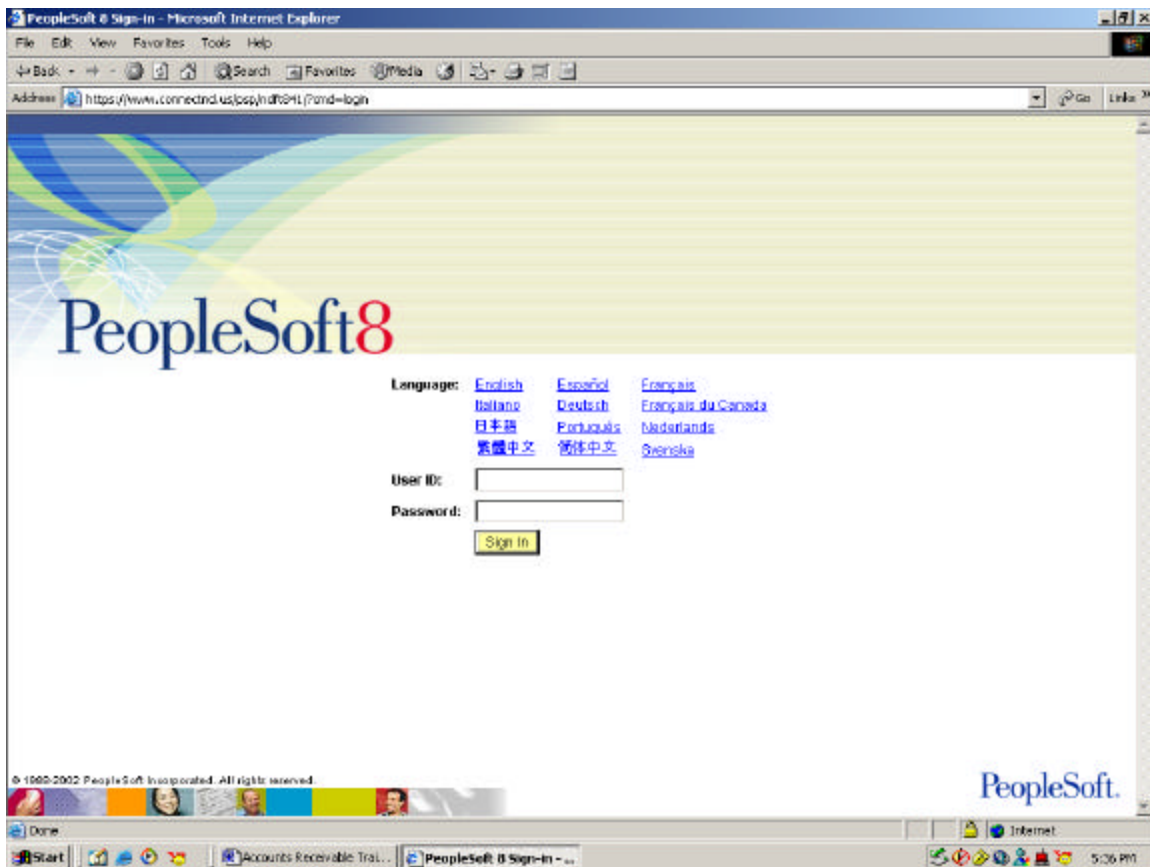 PeopleSoft 8 Sign-in - Microsoft Internet Explorer
File Edit View Favorites Tools Help
Back Search Favorites Media
Address https://www.connectnd.us/psp/ Go Links
PeopleSoft8
Language: English Español Français
Italiano Deutsch Français du Canada
日本語 Português Nederlands
繁體中文 简体中文 Svenska
User ID:
Password:
Sign In
© 1988-2002 PeopleSoft Incorporated. All rights reserved.
PeopleSoft.
Done Internet
Start Accounts Receivable Trai... PeopleSoft 8 Sign-in - ... 5:36 PM